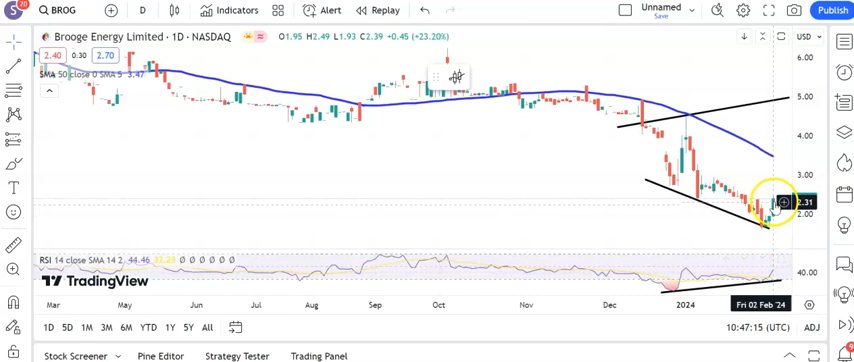 S 20 BROG D Indicators Alert Replay Unnamed Save Publish
Brooge Energy Limited · 1D · NASDAQ O1.95 H2.49 L1.93 C2.39 +0.45 (+23.20%) USD
2.40 0.30 2.70
SMA 50 close 0 SMA 5 3.47
6.00
5.00
4.00
3.00
2.31
2.00
RSI 14 close SMA 14 2 44.46 37.23 Ø Ø Ø Ø Ø Ø
40.00
TradingView
Mar May Jun Jul Aug Sep Oct Nov Dec 2024 Fri 02 Feb '24
1D 5D 1M 3M 6M YTD 1Y 5Y All 10:47:15 (UTC) ADJ
Stock Screener Pine Editor Strategy Tester Trading Panel